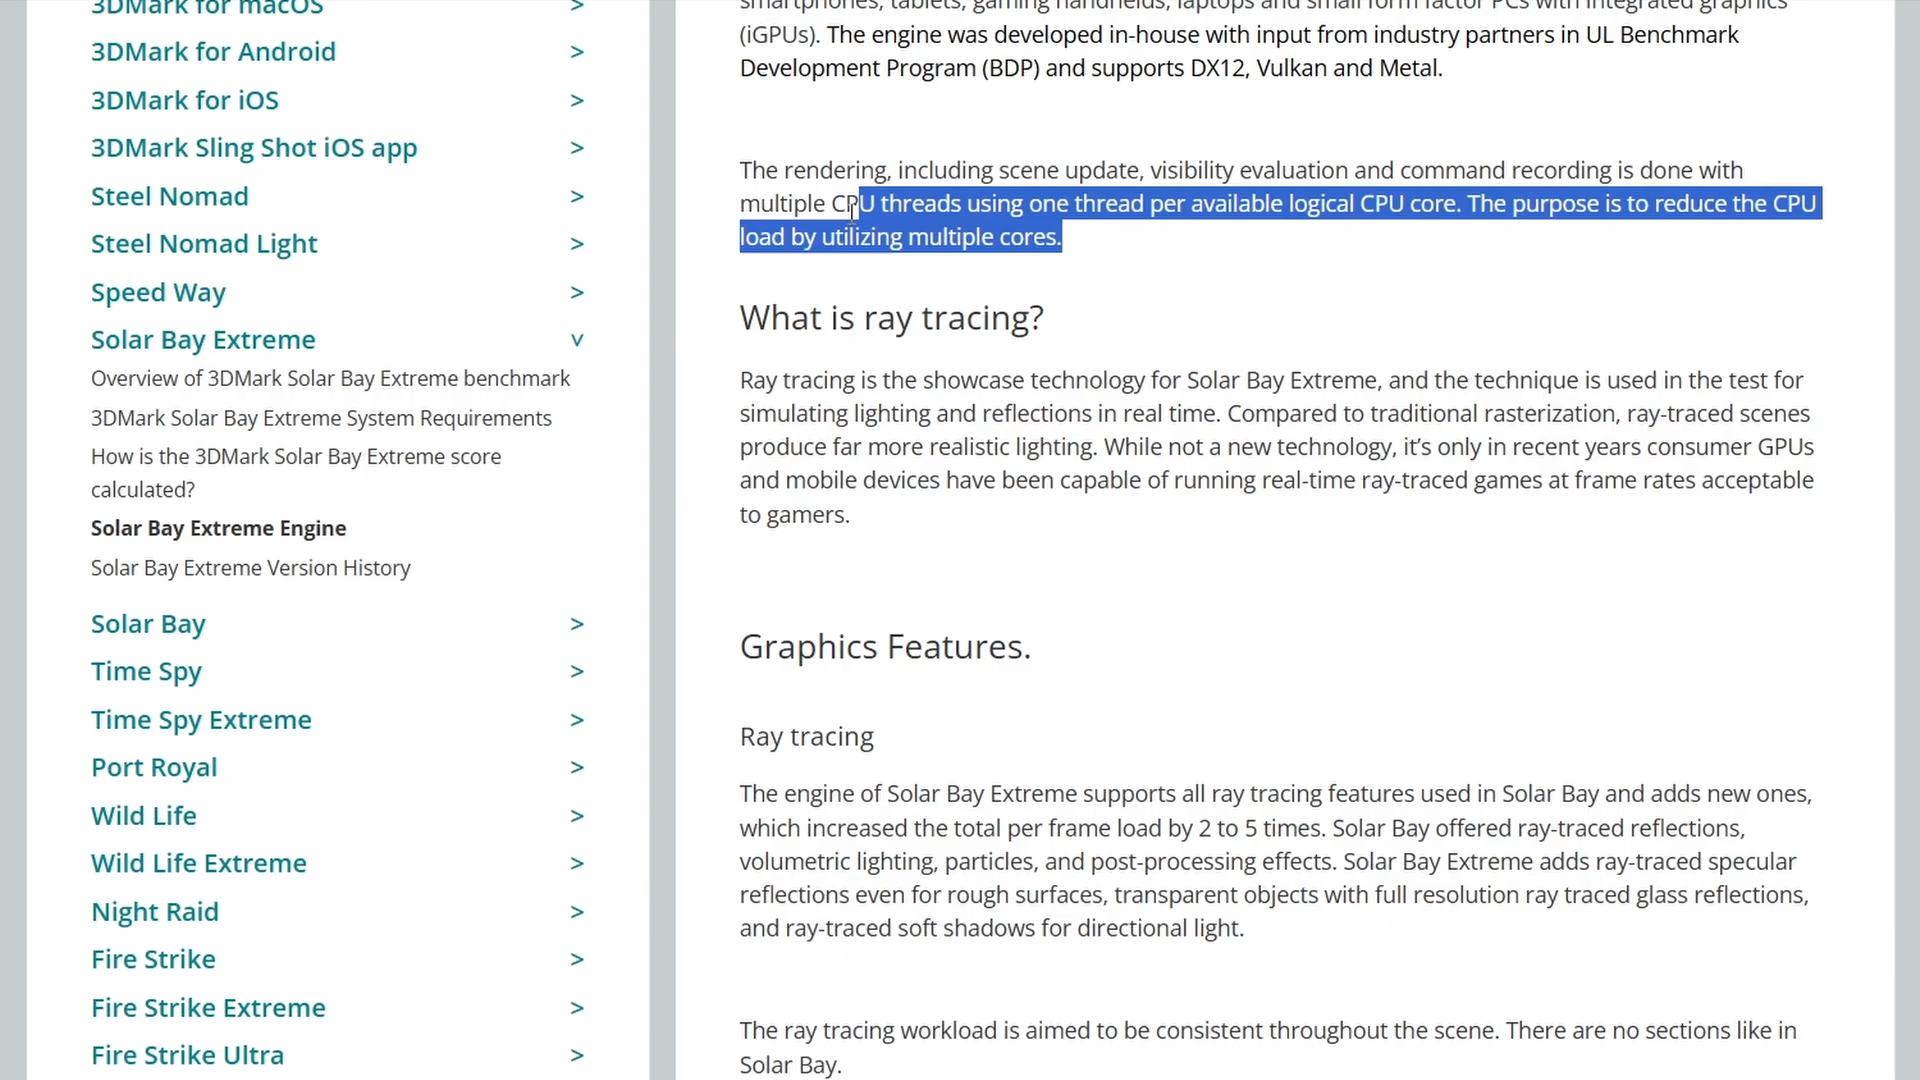 3DMark for macOS >
3DMark for Android >
3DMark for iOS >
3DMark Sling Shot iOS app >
Steel Nomad >
Steel Nomad Light >
Speed Way >
Solar Bay Extreme v
Overview of 3DMark Solar Bay Extreme benchmark
3DMark Solar Bay Extreme System Requirements
How is the 3DMark Solar Bay Extreme score
calculated?
Solar Bay Extreme Engine
Solar Bay Extreme Version History
Solar Bay >
Time Spy >
Time Spy Extreme >
Port Royal >
Wild Life >
Wild Life Extreme >
Night Raid >
Fire Strike >
Fire Strike Extreme >
Fire Strike Ultra >
smartphones, tablets, gaming handhelds, laptops and small form factor PCs with integrated graphics
(iGPUs). The engine was developed in-house with input from industry partners in UL Benchmark
Development Program (BDP) and supports DX12, Vulkan and Metal.
The rendering, including scene update, visibility evaluation and command recording is done with
multiple CPU threads using one thread per available logical CPU core. The purpose is to reduce the CPU
load by utilizing multiple cores.
What is ray tracing?
Ray tracing is the showcase technology for Solar Bay Extreme, and the technique is used in the test for
simulating lighting and reflections in real time. Compared to traditional rasterization, ray-traced scenes
produce far more realistic lighting. While not a new technology, it’s only in recent years consumer GPUs
and mobile devices have been capable of running real-time ray-traced games at frame rates acceptable
to gamers.
Graphics Features.
Ray tracing
The engine of Solar Bay Extreme supports all ray tracing features used in Solar Bay and adds new ones,
which increased the total per frame load by 2 to 5 times. Solar Bay offered ray-traced reflections,
volumetric lighting, particles, and post-processing effects. Solar Bay Extreme adds ray-traced specular
reflections even for rough surfaces, transparent objects with full resolution ray traced glass reflections,
and ray-traced soft shadows for directional light.
The ray tracing workload is aimed to be consistent throughout the scene. There are no sections like in
Solar Bay.